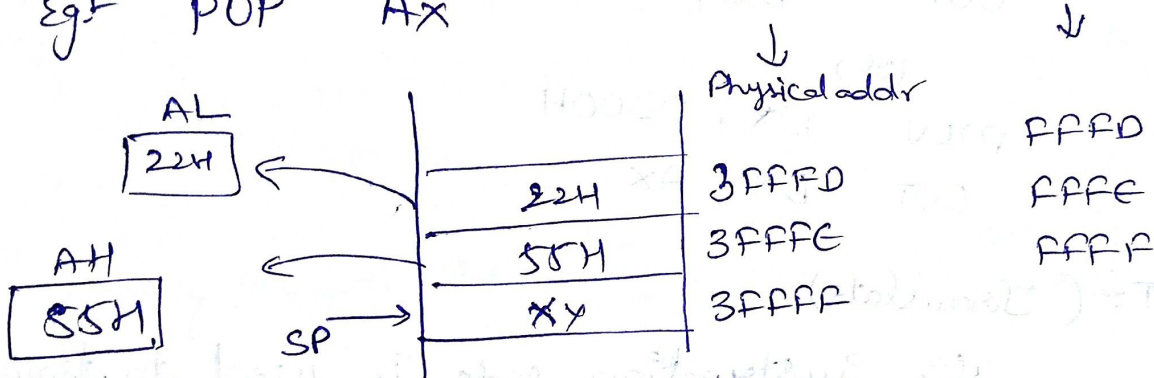 Eg:- POP AX
Physical addr
AL
FFFD
22H
22H
3FFFD
FFFE
AH
55H
3FFFE
FFFF
55H
SP
XY
3FFFF